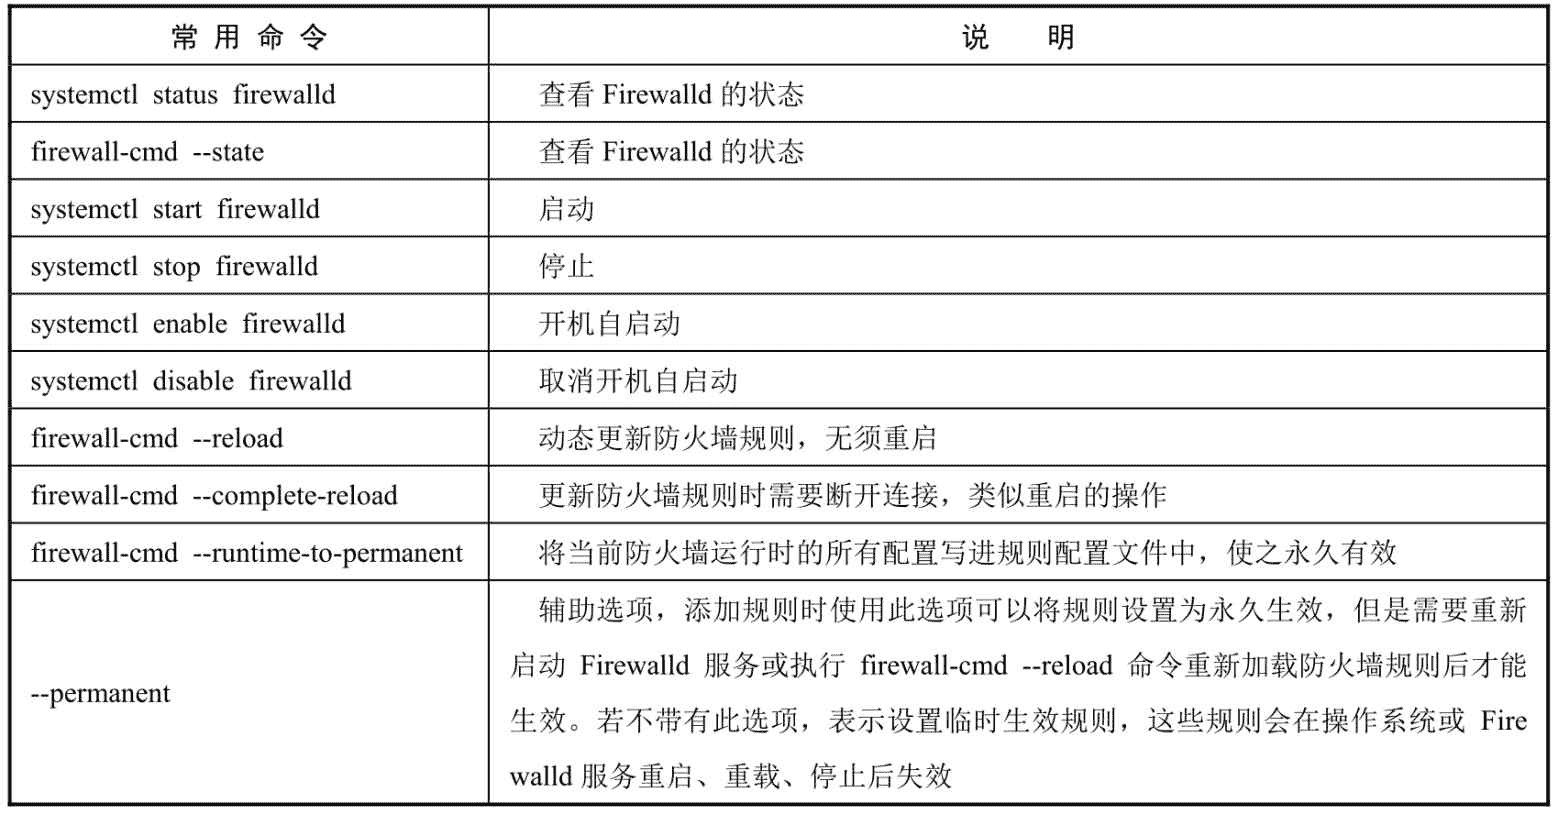 常用命令 说明
systemctl status firewalld 查看 Firewalld 的状态
firewall-cmd --state 查看 Firewalld 的状态
systemctl start firewalld 启动
systemctl stop firewalld 停止
systemctl enable firewalld 开机自启动
systemctl disable firewalld 取消开机自启动
firewall-cmd --reload 动态更新防火墙规则，无须重启
firewall-cmd --complete-reload 更新防火墙规则时需要断开连接，类似重启的操作
firewall-cmd --runtime-to-permanent 将当前防火墙运行时的所有配置写进规则配置文件中，使之永久有效
--permanent
辅助选项，添加规则时使用此选项可以将规则设置为永久生效，但是需要重新
启动 Firewalld 服务或执行 firewall-cmd --reload 命令重新加载防火墙规则后才能
生效。若不带有此选项，表示设置临时生效规则，这些规则会在操作系统或 Fire
walld 服务重启、重载、停止后失效